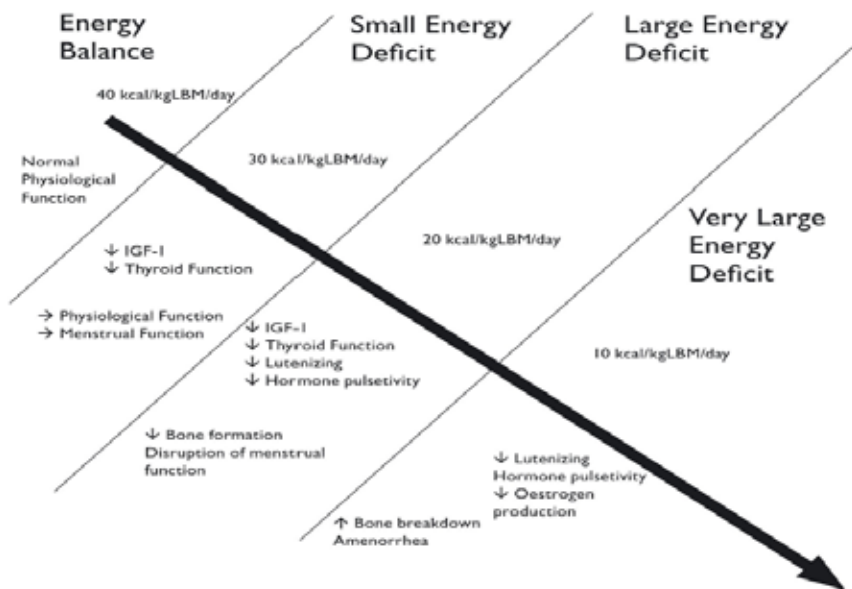 Energy
Balance
Small Energy
Deficit
Large Energy
Deficit
40 kcal/kgLBM/day
Normal
Physiological
Function
30 kcal/kgLBM/day
20 kcal/kgLBM/day
Very Large
Energy
Deficit
↓ IGF-1
↓ Thyroid Function
→ Physiological Function
→ Menstrual Function
↓ IGF-1
↓ Thyroid Function
↓ Lutenizing
↓ Hormone pulsetivity
10 kcal/kgLBM/day
↓ Bone formation
Disruption of menstrual
function
↓ Lutenizing
Hormone pulsetivity
↓ Oestrogen
production
↑ Bone breakdown
Amenorrhea